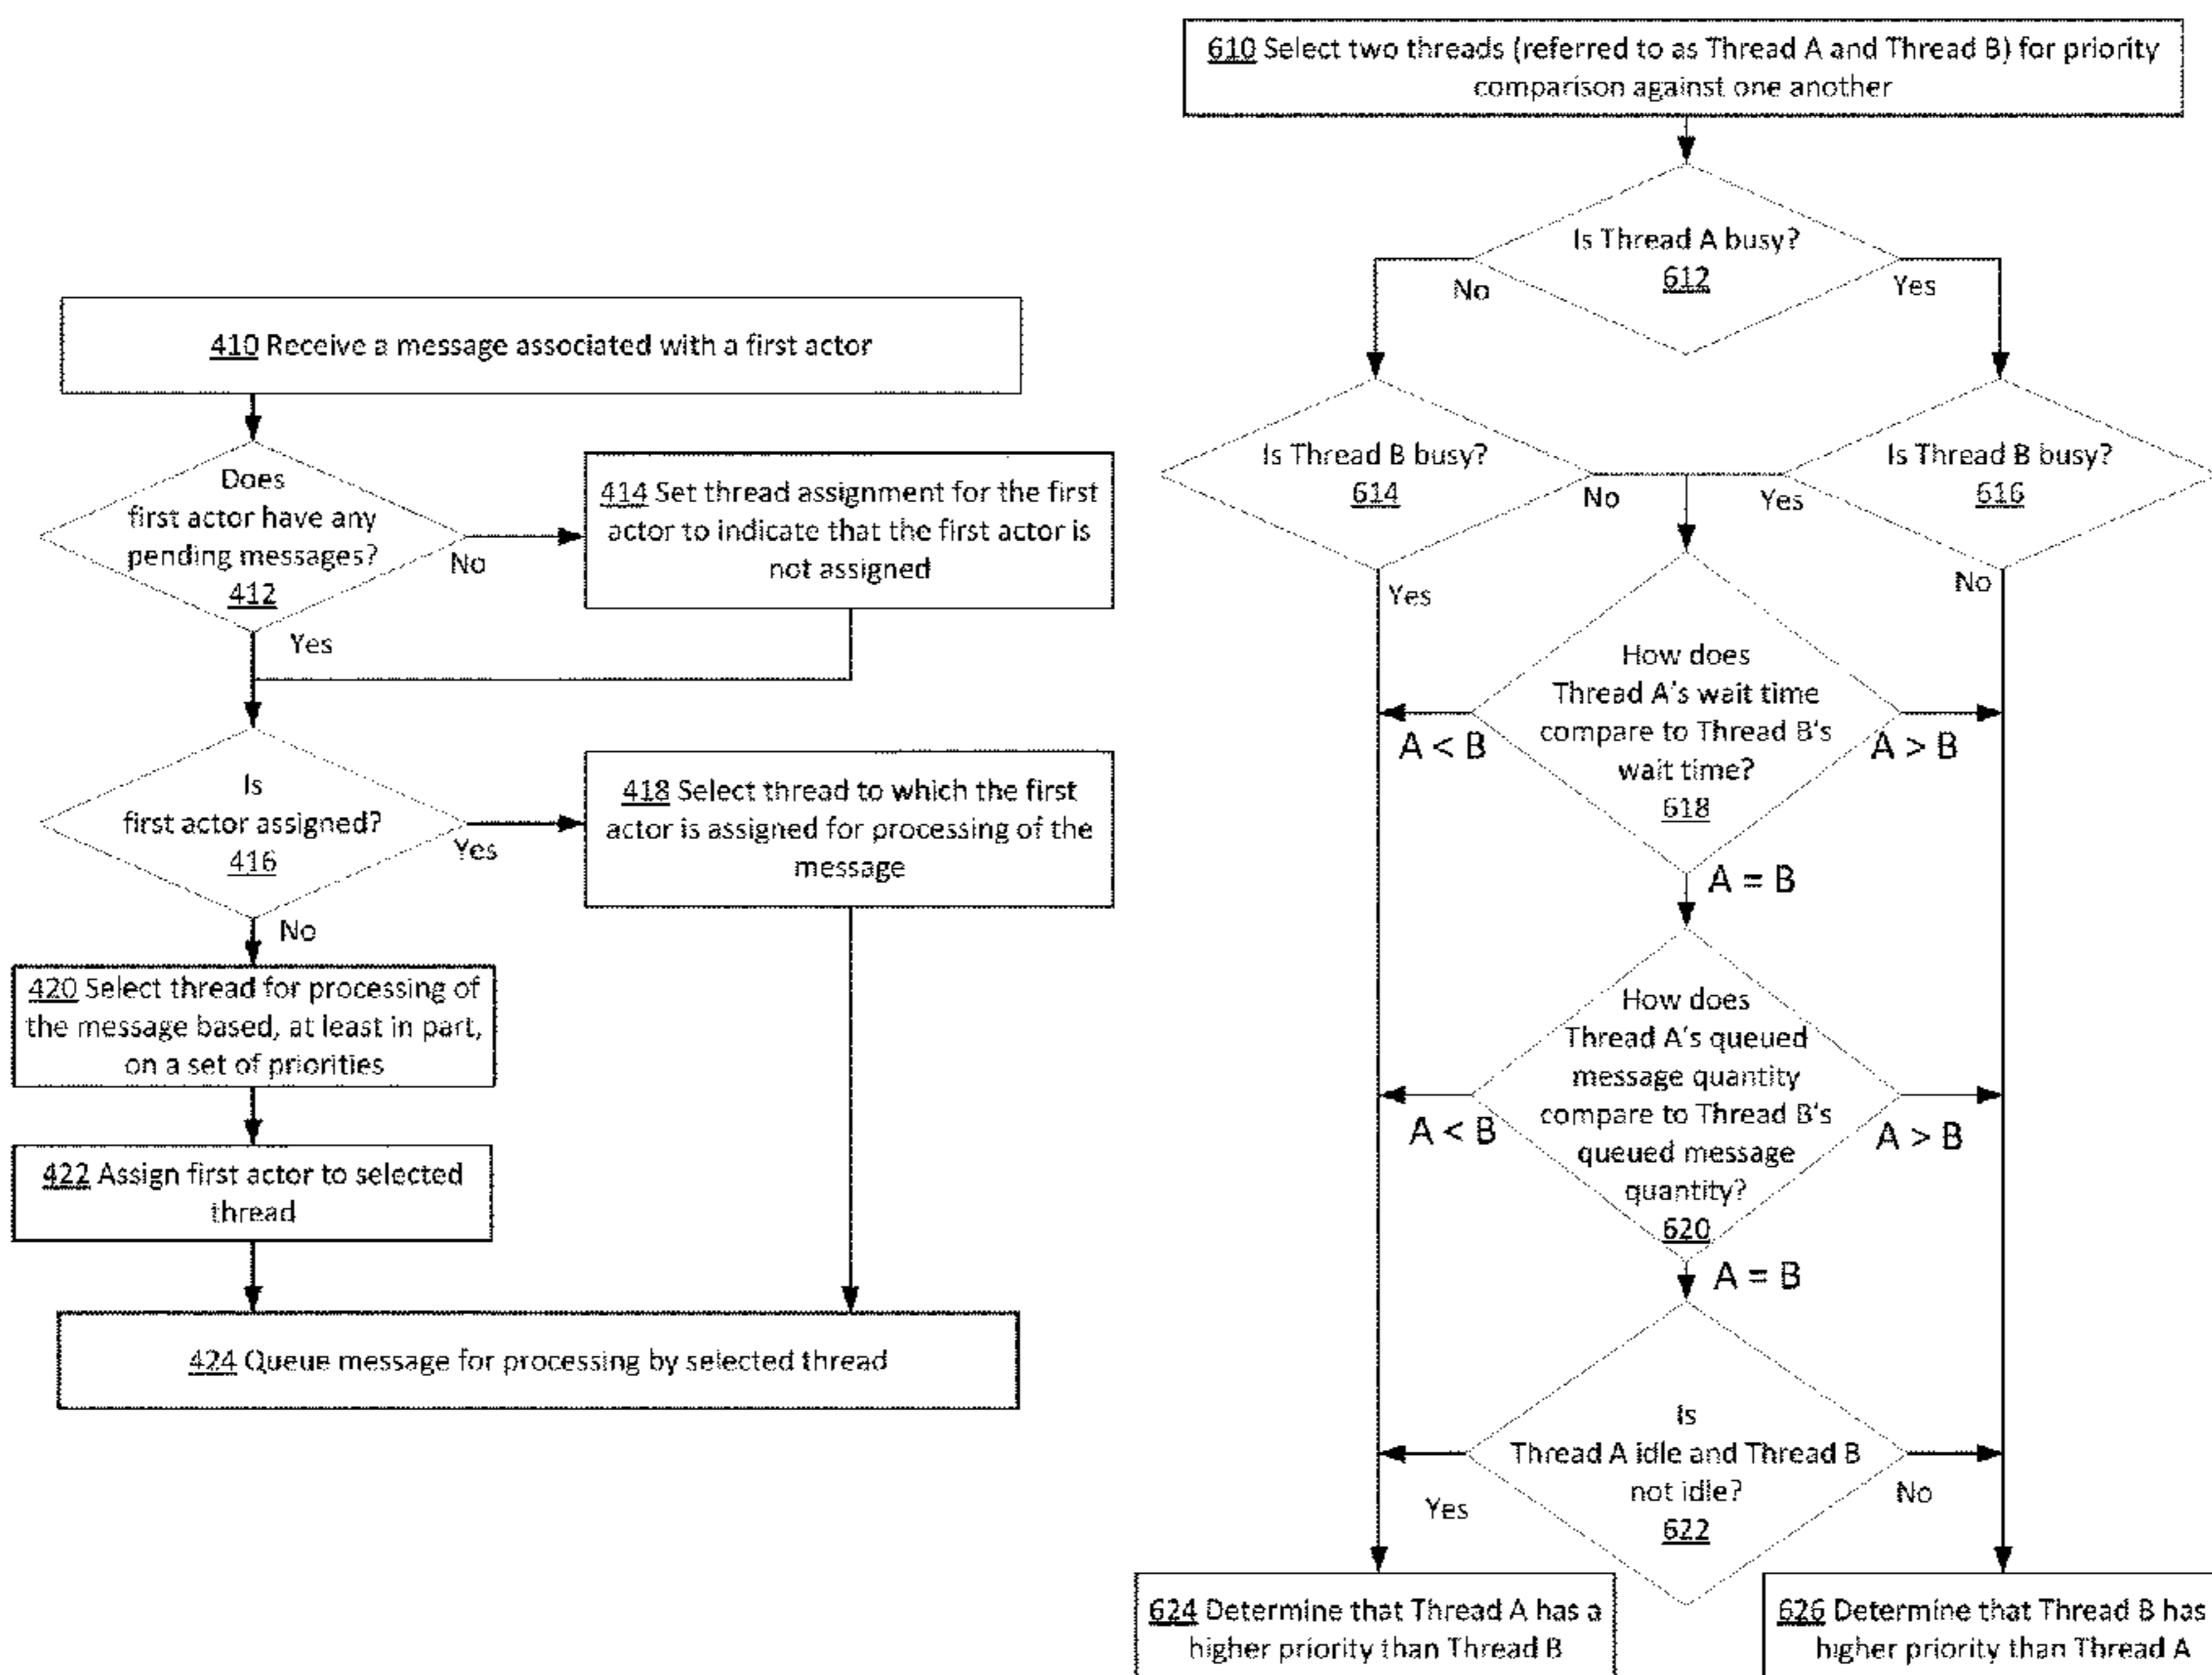 410 Receive a message associated with a first actor
Does
first actor have any
pending messages?
412
No
Yes
414 Set thread assignment for the first
actor to indicate that the first actor is
not assigned
Is
first actor assigned?
416
Yes
No
418 Select thread to which the first
actor is assigned for processing of the
message
420 Select thread for processing of
the message based, at least in part,
on a set of priorities
422 Assign first actor to selected
thread
424 Queue message for processing by selected thread
610 Select two threads (referred to as Thread A and Thread B) for priority
comparison against one another
Is Thread A busy?
612
No
Yes
Is Thread B busy?
614
No
Yes
Is Thread B busy?
616
Yes
No
How does
Thread A's wait time
compare to Thread B's
wait time?
618
A < B
A > B
A = B
How does
Thread A's queued
message quantity
compare to Thread B's
queued message
quantity?
620
A < B
A > B
A = B
Is
Thread A idle and Thread B
not idle?
622
Yes
No
624 Determine that Thread A has a
higher priority than Thread B
626 Determine that Thread B has
higher priority than Thread A